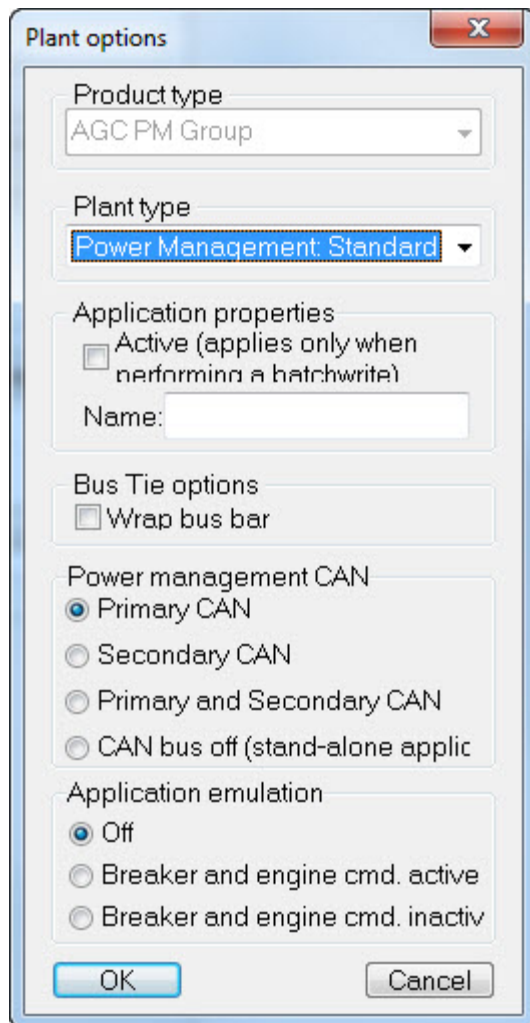 Plant options
Product type
AGC PM Group
Plant type
Power Management: Standard
Application properties
Active (applies only when
performing a batchwrite)
Name:
Bus Tie options
Wrap bus bar
Power management CAN
Primary CAN
Secondary CAN
Primary and Secondary CAN
CAN bus off (stand-alone applic
Application emulation
Off
Breaker and engine cmd. active
Breaker and engine cmd. inactiv
OK
Cancel